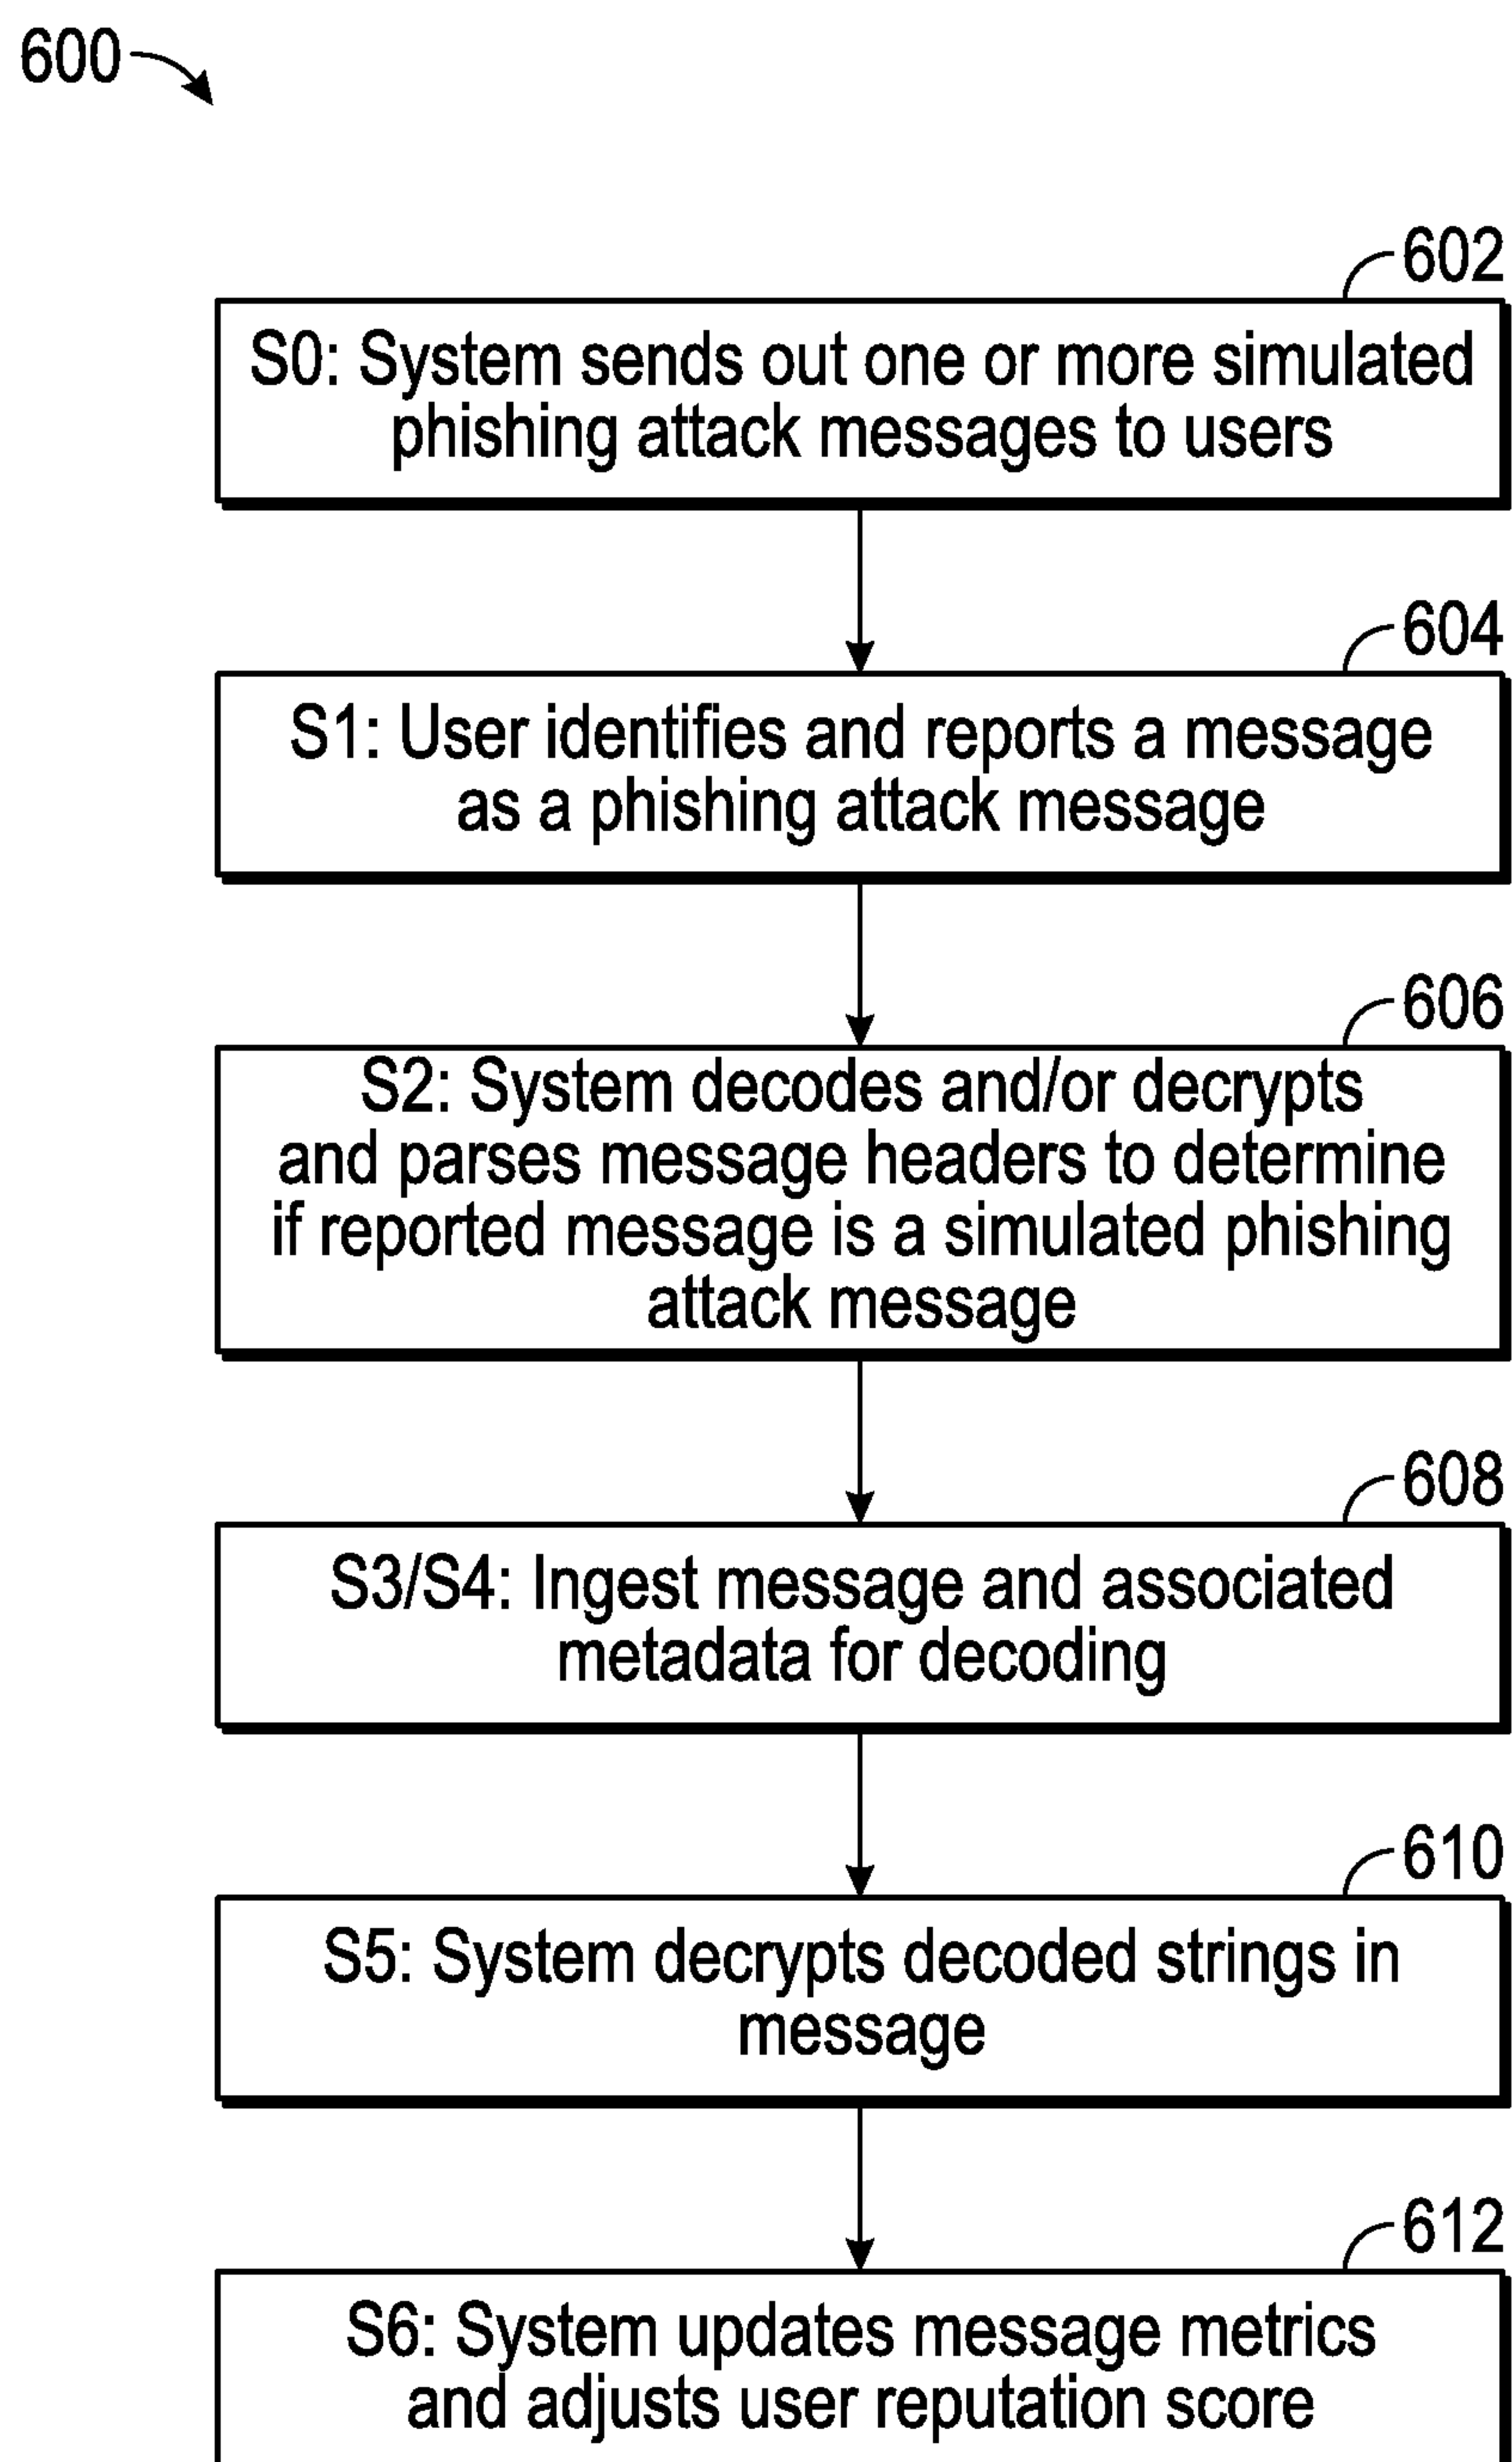 600
602
S0: System sends out one or more simulated
phishing attack messages to users
604
S1: User identifies and reports a message
as a phishing attack message
606
S2: System decodes and/or decrypts
and parses message headers to determine
if reported message is a simulated phishing
attack message
608
S3/S4: Ingest message and associated
metadata for decoding
610
S5: System decrypts decoded strings in
message
612
S6: System updates message metrics
and adjusts user reputation score